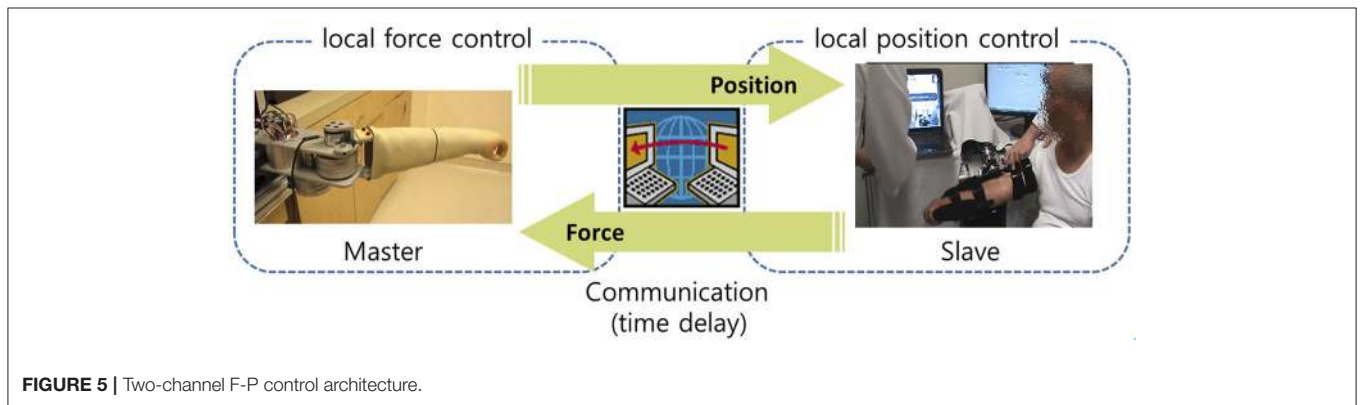 local force control
local position control
Position
Force
Master
Slave
Communication
(time delay)
FIGURE 5 | Two-channel F-P control architecture.